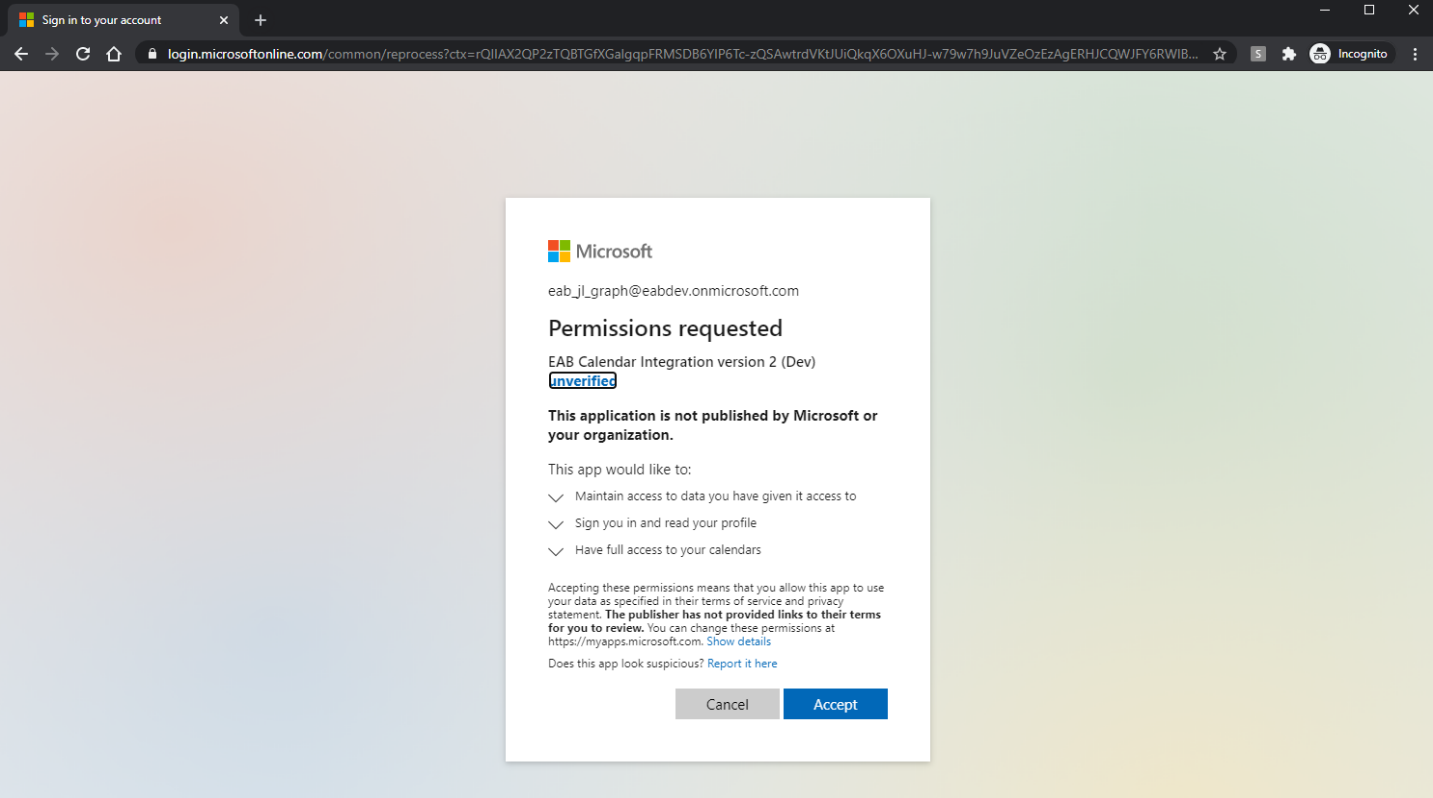 Sign in to your account
login.microsoftonline.com/common/reprocess?ctx=
S
Incognito
Microsoft
eab_jl_graph@eabdev.onmicrosoft.com
Permissions requested
EAB Calendar Integration version 2 (Dev)
unverified
This application is not published by Microsoft or
your organization.
This app would like to:
Maintain access to data you have given it access to
Sign you in and read your profile
Have full access to your calendars
Accepting these permissions means that you allow this app to use
your data as specified in their terms of service and privacy
statement. The publisher has not provided links to their terms
for you to review. You can change these permissions at
https://myapps.microsoft.com. Show details
Does this app look suspicious? Report it here
Cancel Accept